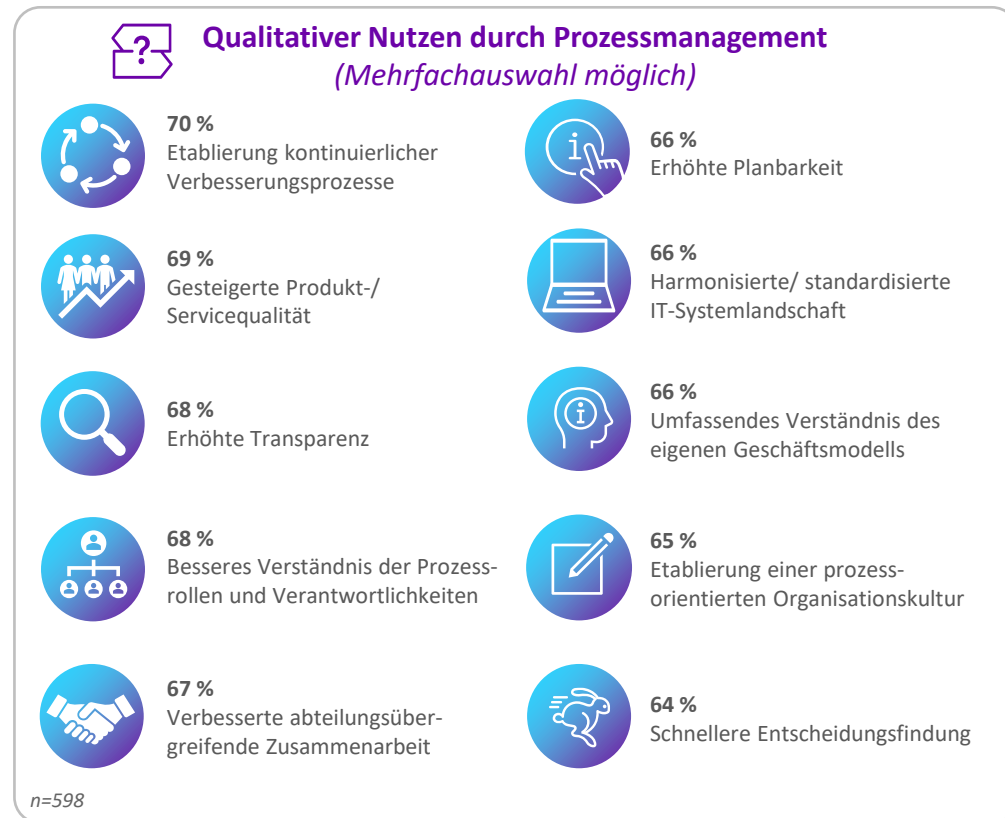 ?
Qualitativer Nutzen durch Prozessmanagement
(Mehrfachauswahl möglich)
70 %
Etablierung kontinuierlicher
Verbesserungsprozesse
69 %
Gesteigerte Produkt-/
Servicequalität
68 %
Erhöhte Transparenz
68 %
Besseres Verständnis der Prozess-
rollen und Verantwortlichkeiten
67 %
Verbesserte abteilungsüber-
greifende Zusammenarbeit
i
66 %
Erhöhte Planbarkeit
66 %
Harmonisierte/ standardisierte
IT-Systemlandschaft
i
66 %
Umfassendes Verständnis des
eigenen Geschäftsmodells
65 %
Etablierung einer prozess-
orientierten Organisationskultur
64 %
Schnellere Entscheidungsfindung
n=598